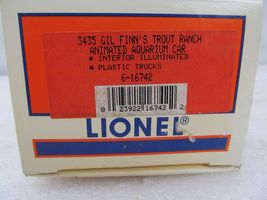 3435 GIL FINN'S TROUT RANCH
ANIMATED AQUARIUM CAR
* INTERIOR ILLUMINATED
* PLASTIC TRUCKS
6-16742
0 23922 16742 2
LIONEL®